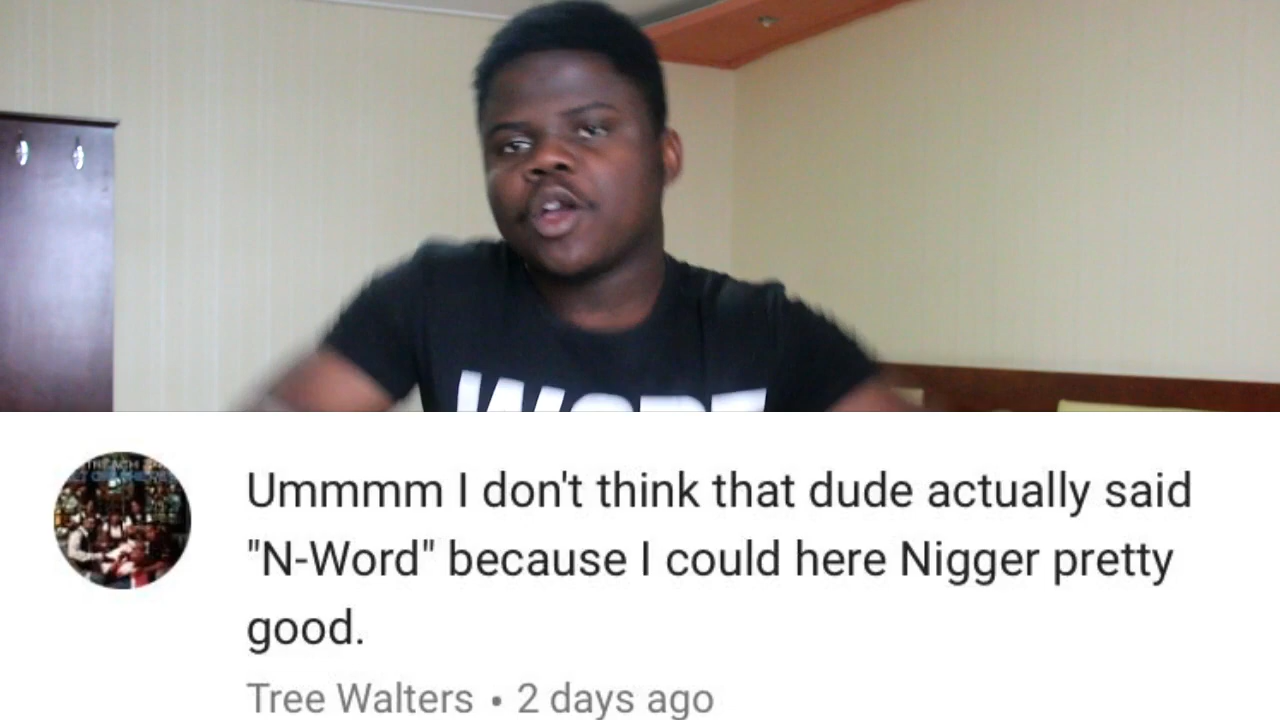 WORD
Ummmm I don't think that dude actually said
"N-Word" because I could here Nigger pretty
good.
Tree Walters • 2 days ago